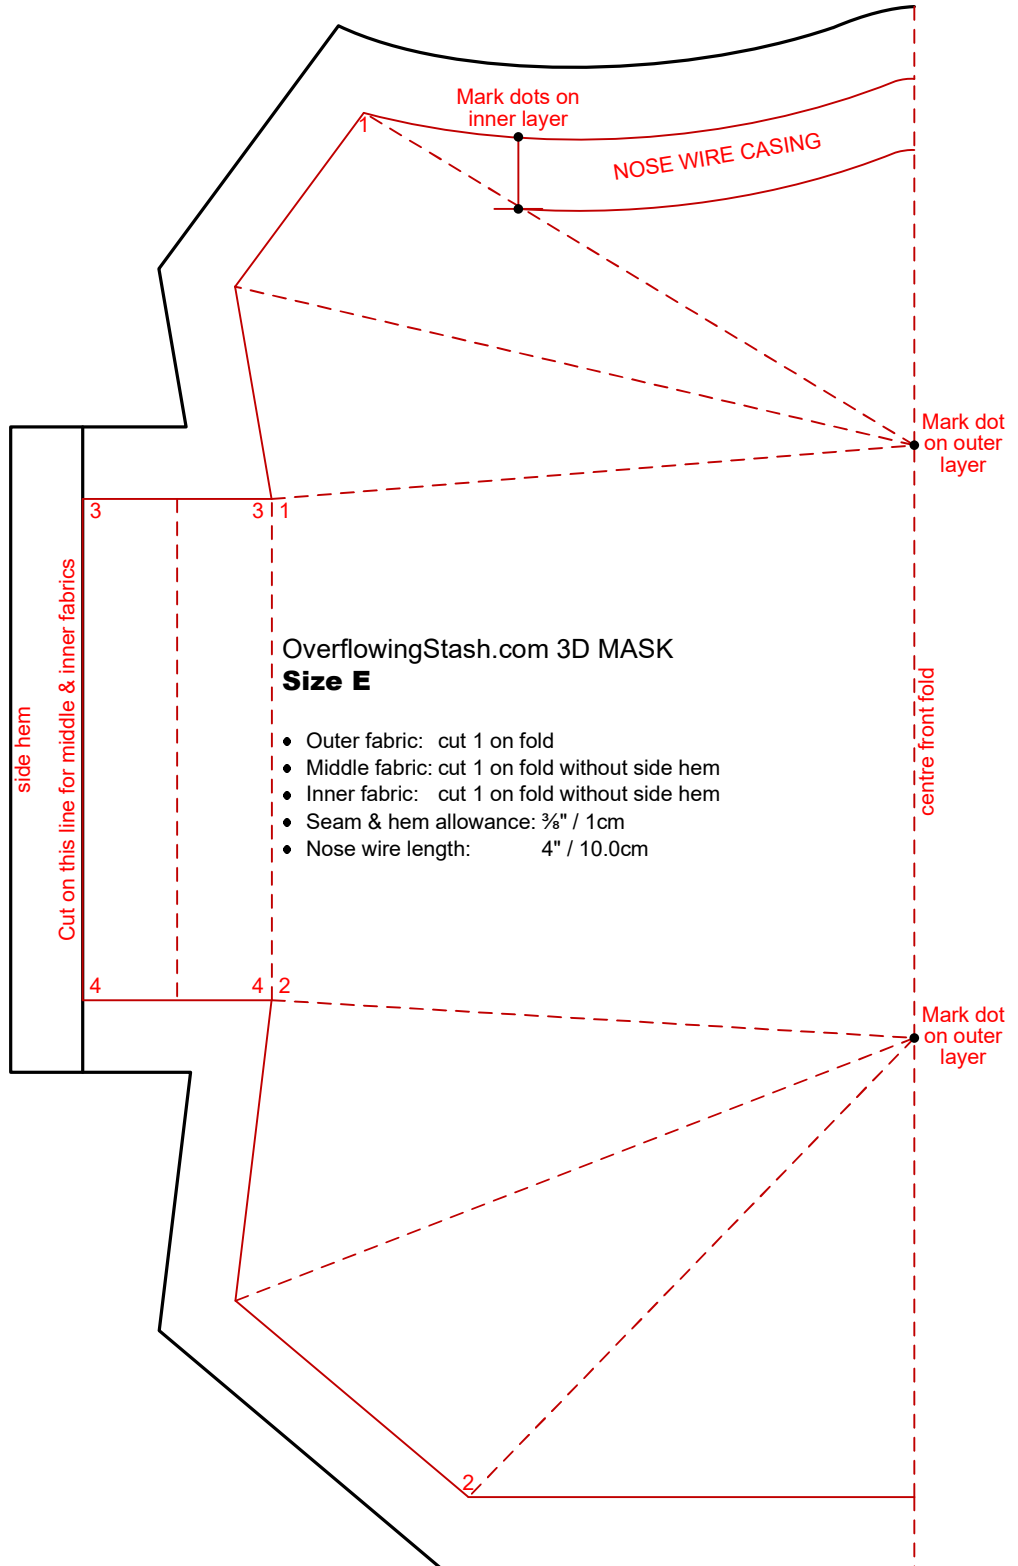 Mark dots on
inner layer
1
NOSE WIRE CASING
Mark dot
on outer
layer
3
3
1
Cut on this line for middle & inner fabrics
side hem
OverflowingStash.com 3D MASK
Size E
• Outer fabric: cut 1 on fold
• Middle fabric: cut 1 on fold without side hem
• Inner fabric: cut 1 on fold without side hem
• Seam & hem allowance: ⅜" / 1cm
• Nose wire length: 4" / 10.0cm
centre front fold
4
4
2
Mark dot
on outer
layer
2